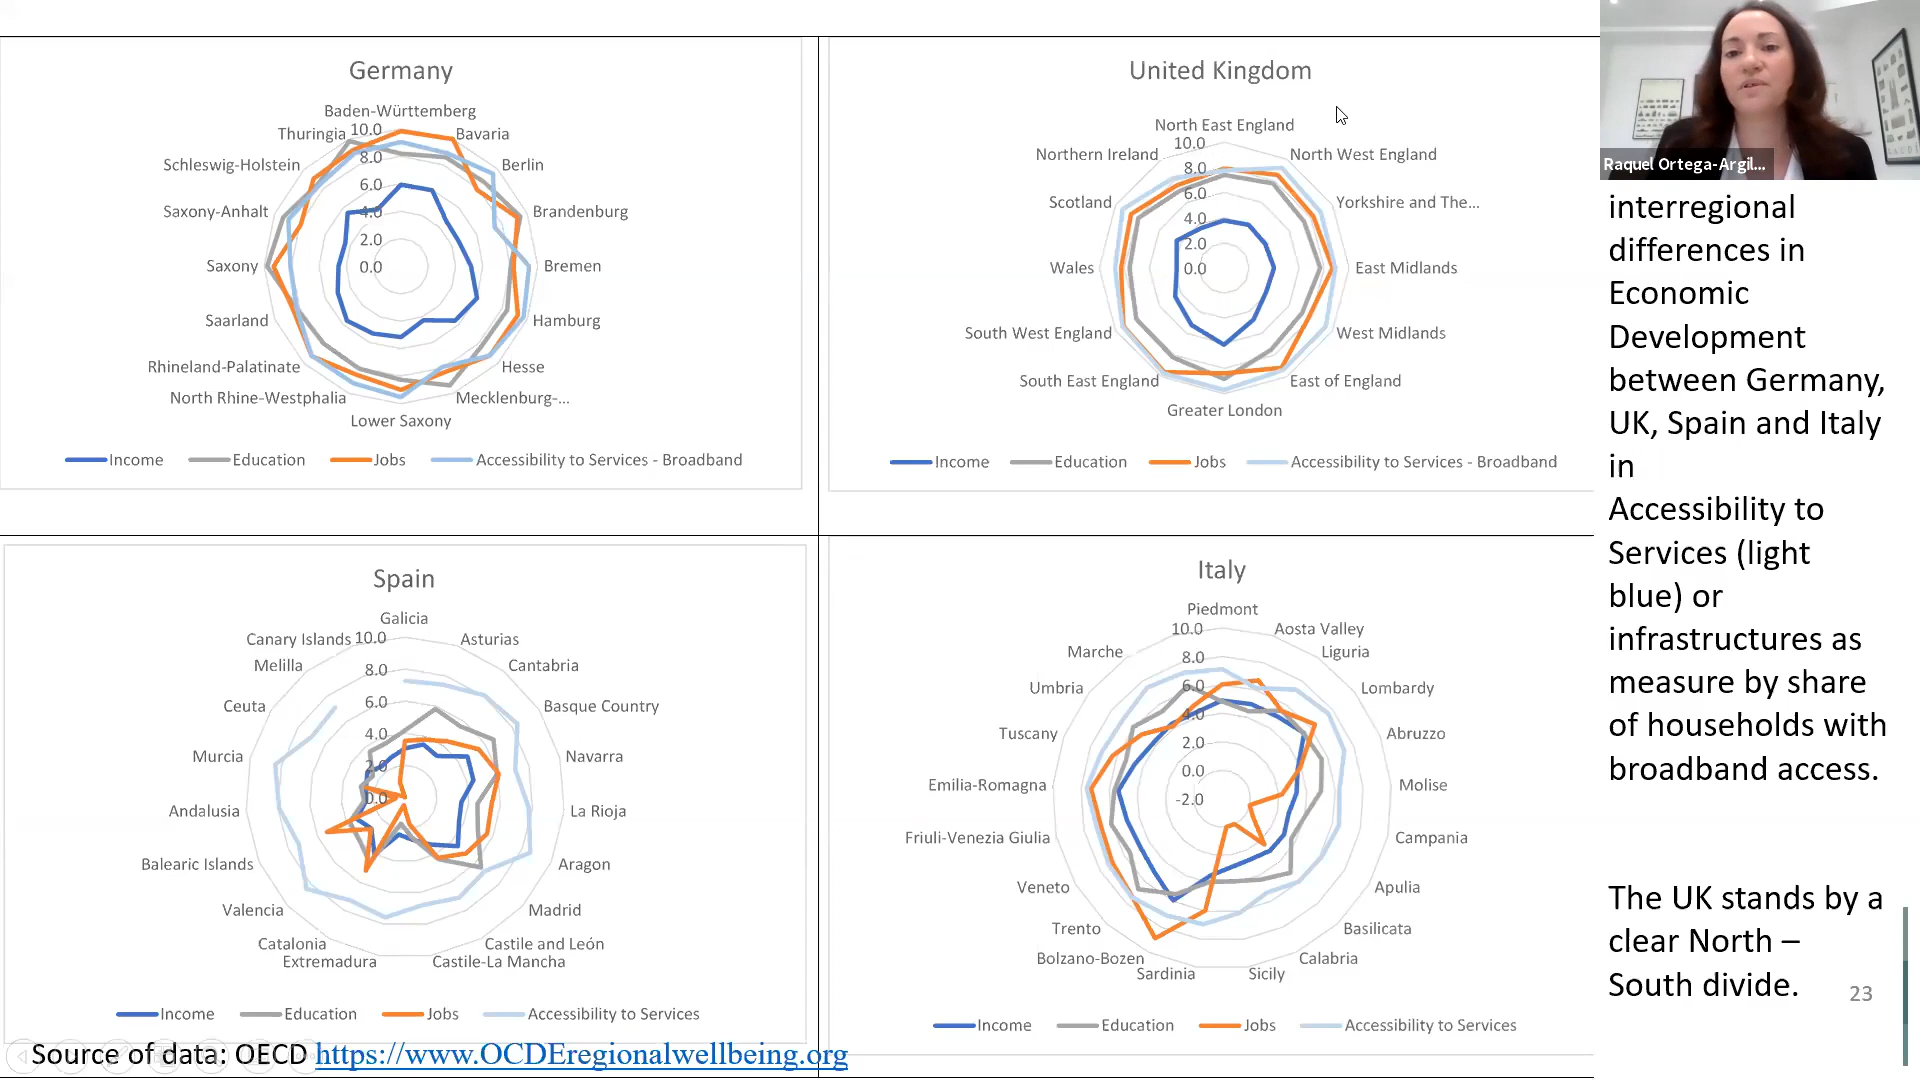 Germany
Baden-Württemberg
10.0
Thuringia
Bavaria
8.0
Schleswig-Holstein
Berlin
6.0
Saxony-Anhalt
4.0
Brandenburg
2.0
Saxony
0.0
Bremen
Saarland
Hamburg
Rhineland-Palatinate
Hesse
North Rhine-Westphalia
Mecklenburg-...
Lower Saxony
Income
Education
Jobs
Accessibility to Services - Broadband
United Kingdom
North East England
10.0
Northern Ireland
North West England
8.0
6.0
Scotland
Yorkshire and The...
4.0
2.0
Wales
0.0
East Midlands
South West England
West Midlands
South East England
East of England
Greater London
Income
Education
Jobs
Accessibility to Services - Broadband
Spain
Galicia
Canary Islands
10.0
Asturias
Melilla
8.0
Cantabria
Ceuta
6.0
Basque Country
4.0
Murcia
2.0
Navarra
0.0
Andalusia
La Rioja
Balearic Islands
Aragon
Valencia
Madrid
Catalonia
Castile and León
Extremadura
Castile-La Mancha
Income
Education
Jobs
Accessibility to Services
Italy
Piedmont
10.0
Aosta Valley
Marche
8.0
Liguria
Umbria
6.0
Lombardy
4.0
Tuscany
2.0
Abruzzo
0.0
Emilia-Romagna
-2.0
Molise
Friuli-Venezia Giulia
Campania
Veneto
Apulia
Trento
Basilicata
Bolzano-Bozen
Calabria
Sardinia
Sicily
Income
Education
Jobs
Accessibility to Services
Source of data: OECD https://www.OCDEregionalwellbeing.org
Raquel Ortega-Argil...
interregional
differences in
Economic
Development
between Germany,
UK, Spain and Italy
in
Accessibility to
Services (light
blue) or
infrastructures as
measure by share
of households with
broadband access.
The UK stands by a
clear North –
South divide.
23